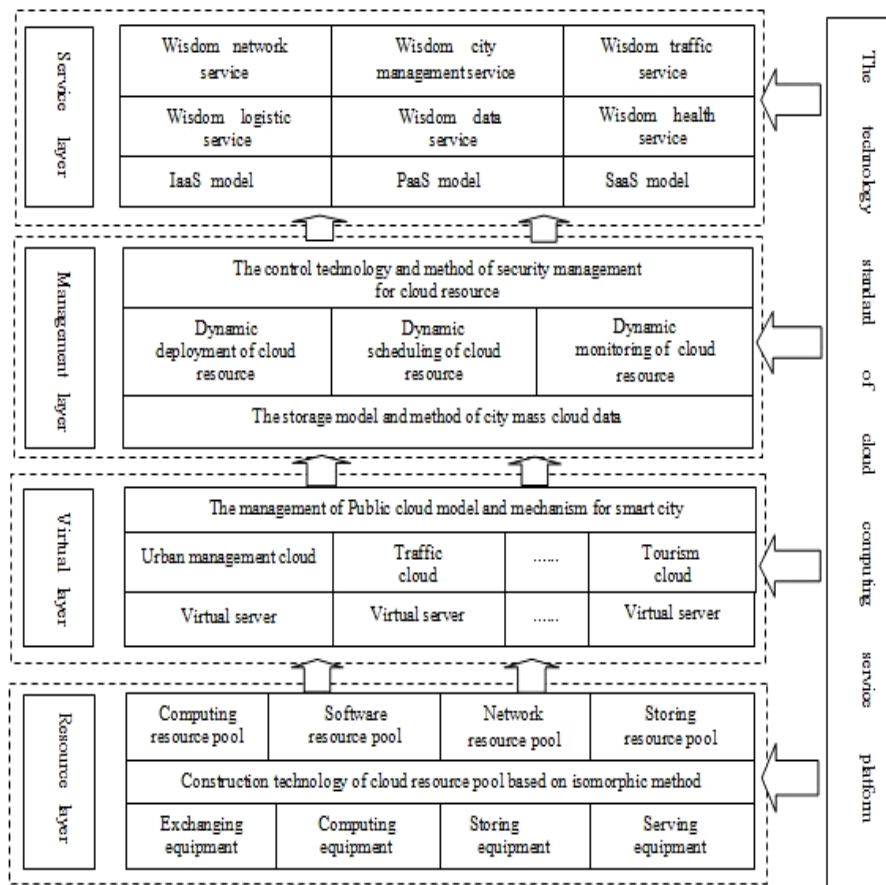 Service layer
Wisdom network
service
Wisdom city
management service
Wisdom traffic
service
Wisdom logistic
service
Wisdom data
service
Wisdom health
service
IaaS model
PaaS model
SaaS model
Management layer
The control technology and method of security management
for cloud resource
Dynamic
deployment of cloud
resource
Dynamic
scheduling of cloud
resource
Dynamic
monitoring of cloud
resource
The storage model and method of city mass cloud data
Virtual layer
The management of Public cloud model and mechanism for smart city
Urban management cloud
Traffic
cloud
......
Tourism
cloud
Virtual server
Virtual server
......
Virtual server
Resource layer
Computing
resource pool
Software
resource pool
Network
resource pool
Storing
resource pool
Construction technology of cloud resource pool based on isomorphic method
Exchanging
equipment
Computing
equipment
Storing
equipment
Serving
equipment
The technology standard of cloud computing service platform